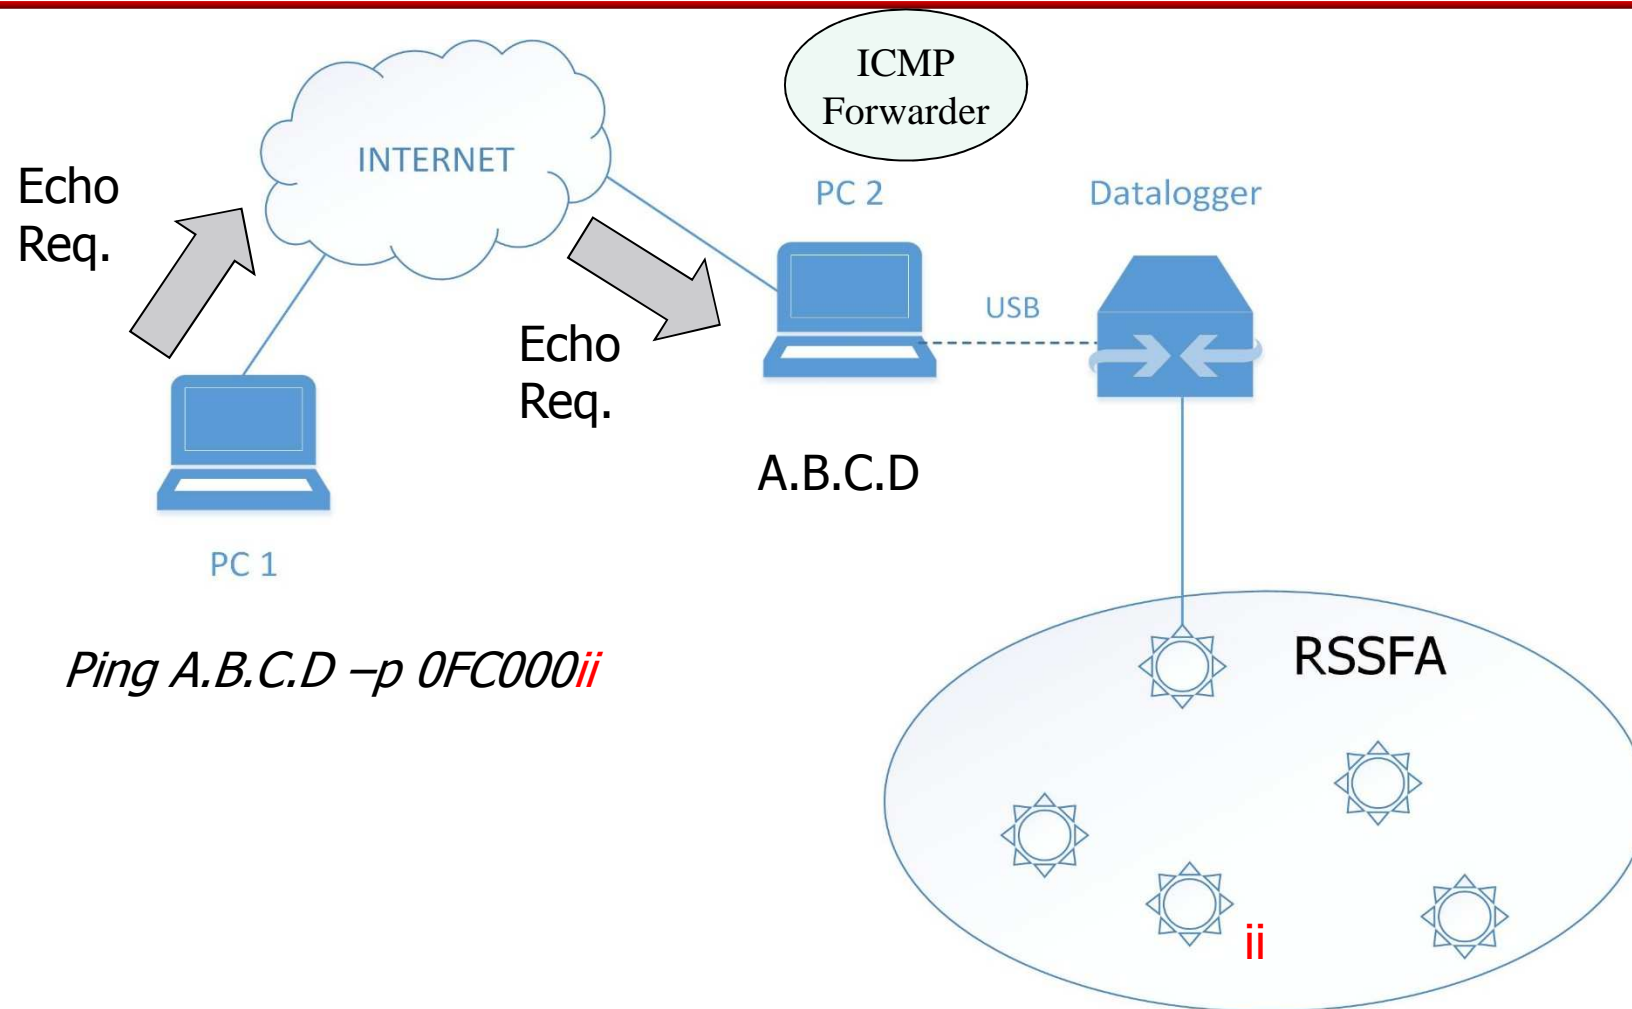 ICMP
Forwarder
INTERNET
Echo
Req.
PC 2
Datalogger
USB
Echo
Req.
A.B.C.D
PC 1
Ping A.B.C.D –p 0FC000ii
RSSFA
ii